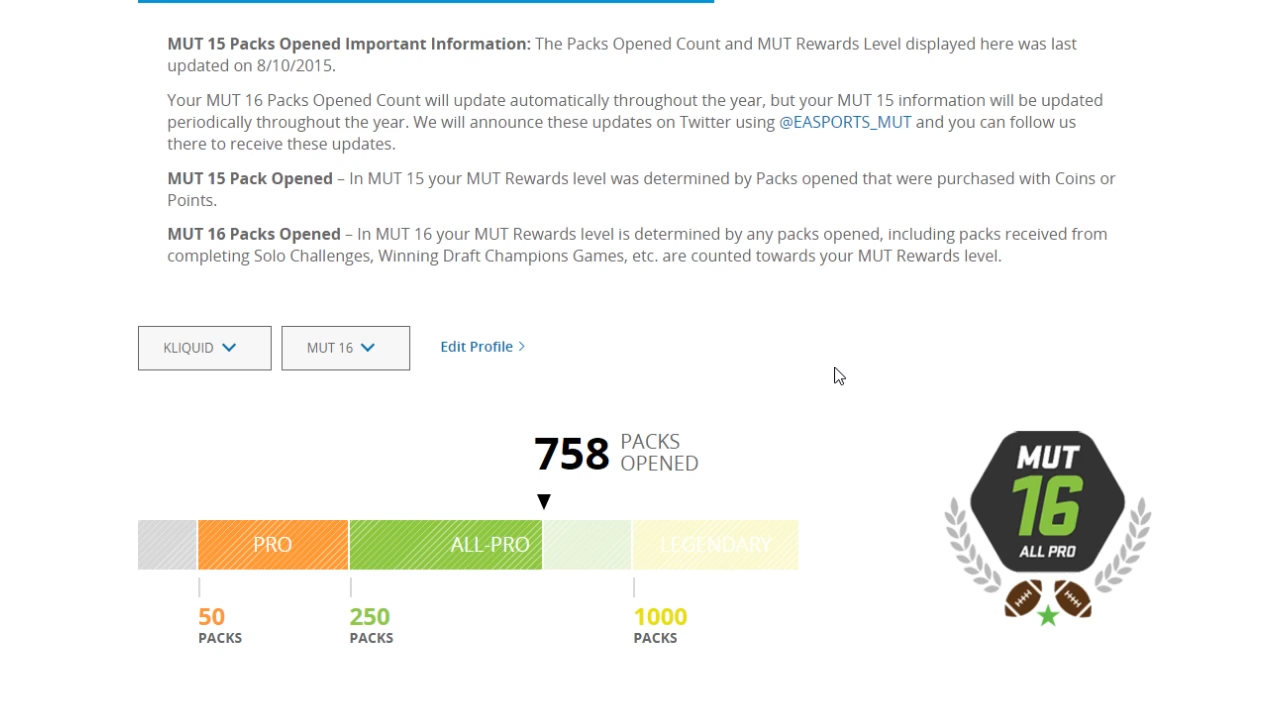 MUT 15 Packs Opened Important Information: The Packs Opened Count and MUT Rewards Level displayed here was last
updated on 8/10/2015.
Your MUT 16 Packs Opened Count will update automatically throughout the year, but your MUT 15 information will be updated
periodically throughout the year. We will announce these updates on Twitter using @EASPORTS_MUT and you can follow us
there to receive these updates.
MUT 15 Pack Opened – In MUT 15 your MUT Rewards level was determined by Packs opened that were purchased with Coins or
Points.
MUT 16 Packs Opened – In MUT 16 your MUT Rewards level is determined by any packs opened, including packs received from
completing Solo Challenges, Winning Draft Champions Games, etc. are counted towards your MUT Rewards level.
KLIQUID MUT 16 Edit Profile
758 PACKS
OPENED
PRO ALL-PRO LEGENDARY
50 250 1000
PACKS PACKS PACKS
MUT
16
ALL PRO